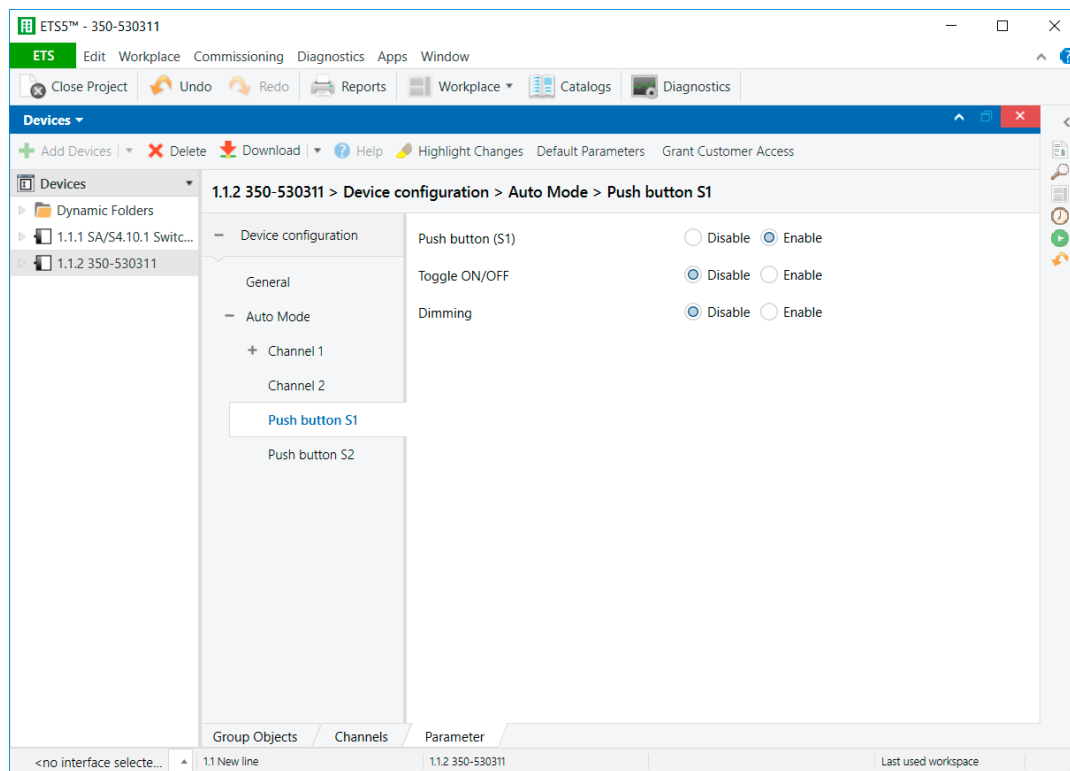 ETS5™ - 350-530311
ETS Edit Workplace Commissioning Diagnostics Apps Window
Close Project Undo Redo Reports Workplace Catalogs Diagnostics
Devices
Add Devices Delete Download Help Highlight Changes Default Parameters Grant Customer Access
Devices
Dynamic Folders
1.1.1 SA/S4.10.1 Switc...
1.1.2 350-530311
1.1.2 350-530311 > Device configuration > Auto Mode > Push button S1
Device configuration
General
Auto Mode
Channel 1
Channel 2
Push button S1
Push button S2
Push button (S1) Disable Enable
Toggle ON/OFF Disable Enable
Dimming Disable Enable
Group Objects Channels Parameter
<no interface selecte... 1.1 New line 1.1.2 350-530311 Last used workspace